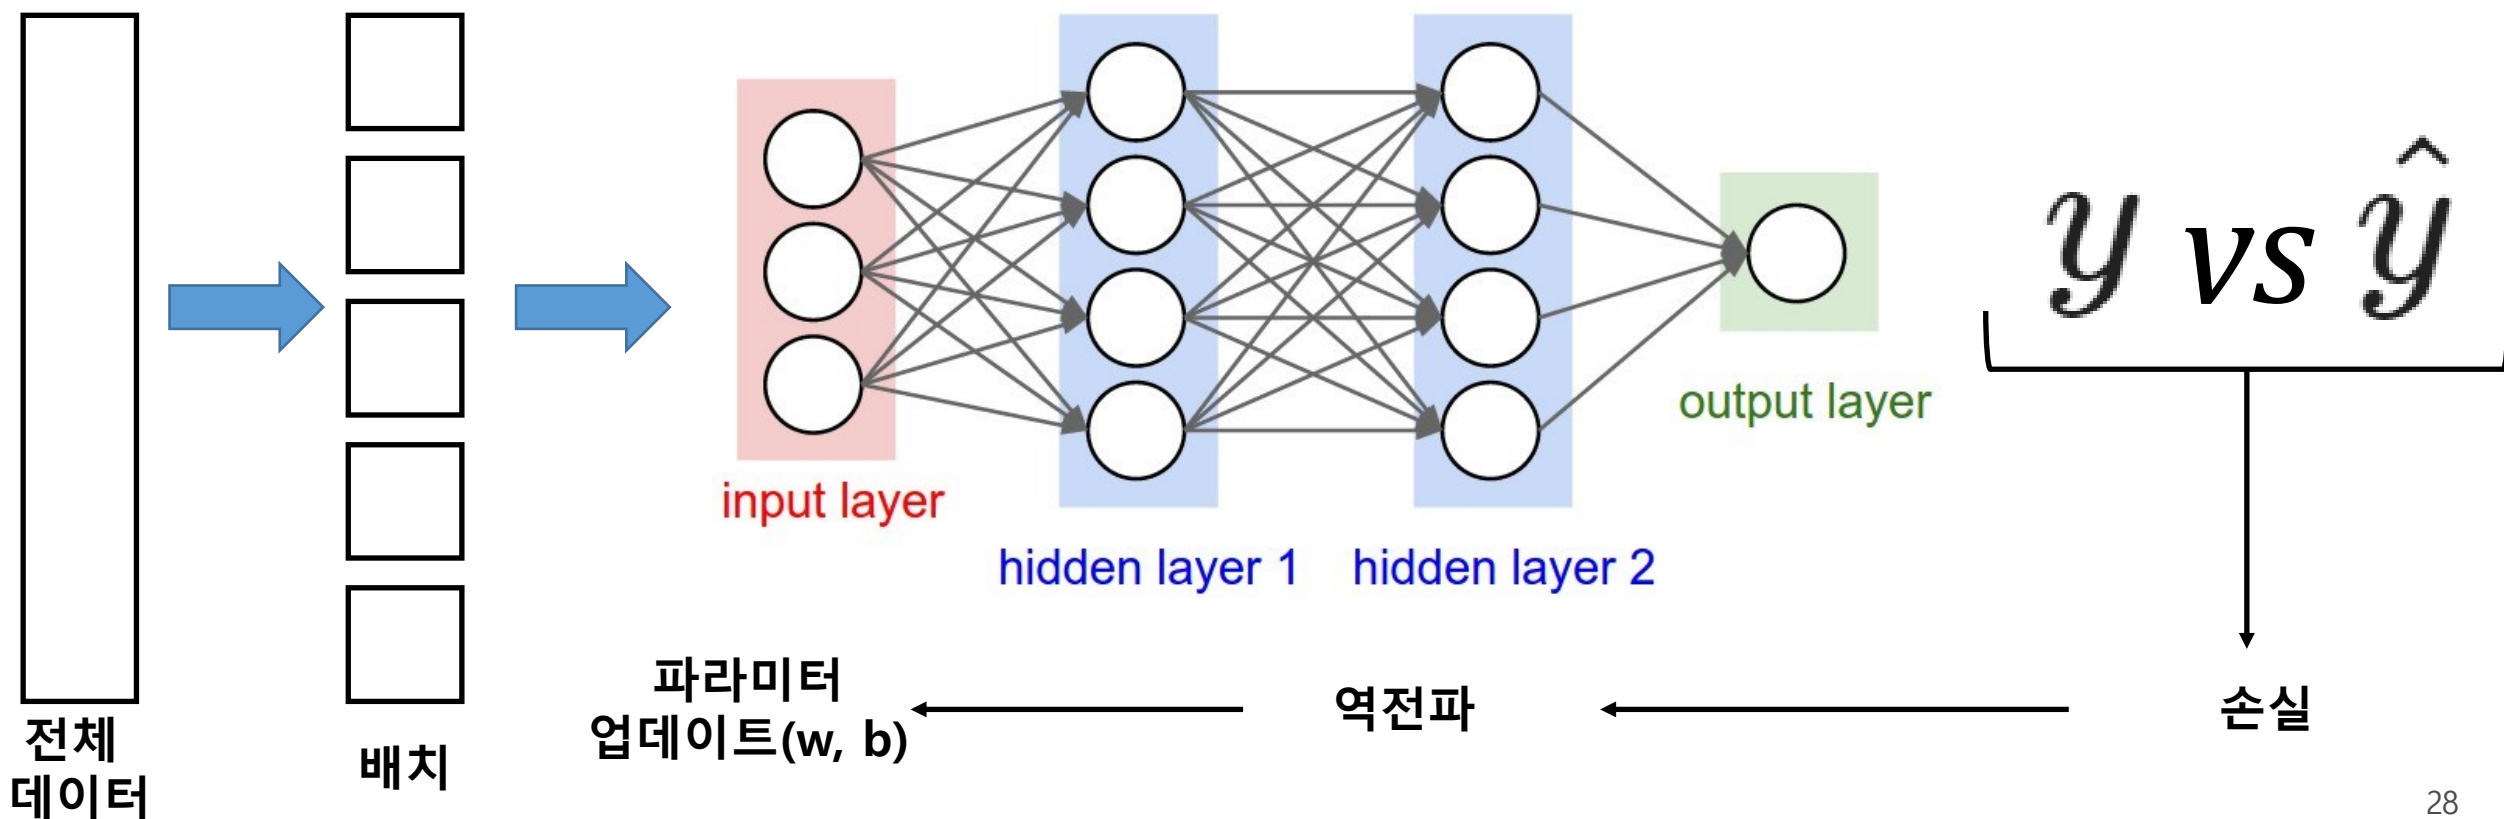 전체
데이터
배치
input layer
hidden layer 1
hidden layer 2
output layer
y vs ŷ
손실
역전파
파라미터
업데이트(w, b)
28